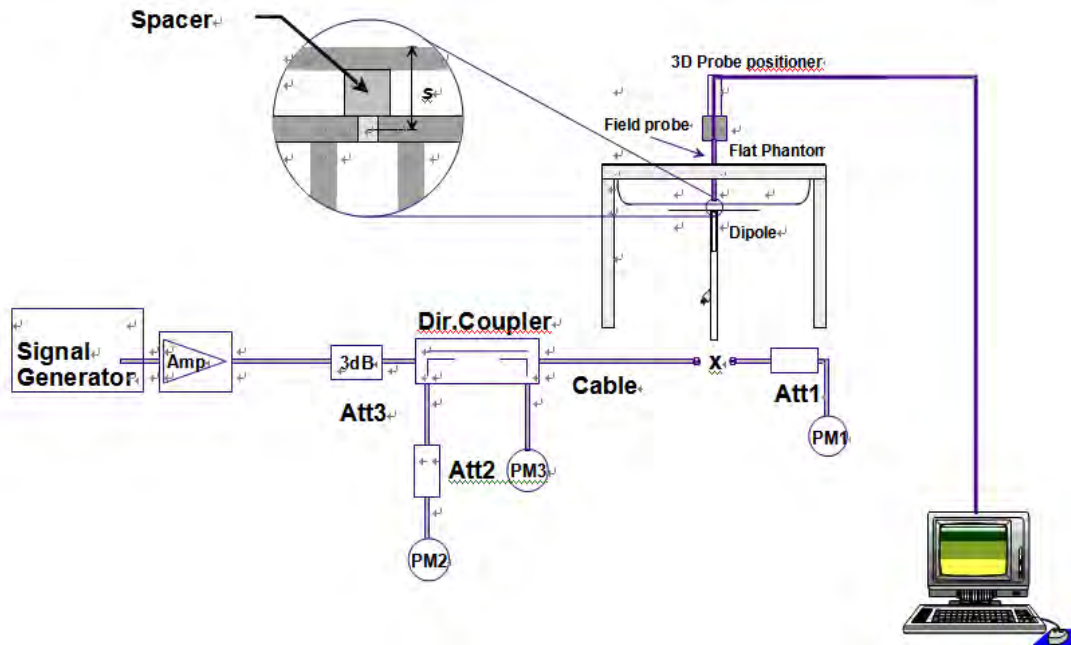 Spacer
s
3D Probe positioner
Field probe
Flat Phantom
Dipole
Signal
Generator
Amp
3dB
Att3
Dir.Coupler
Cable
x
Att1
PM1
Att2
PM3
PM2